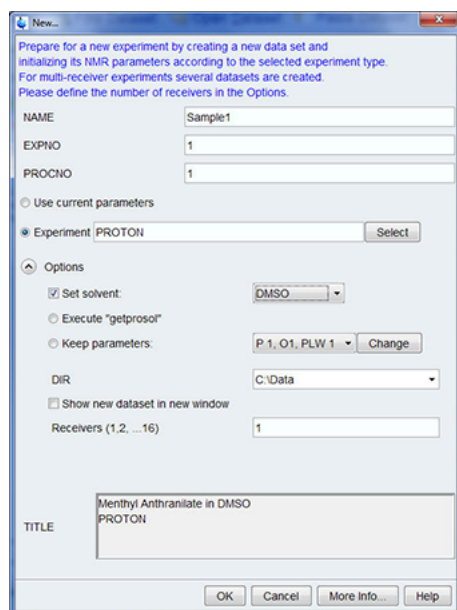 New...
Prepare for a new experiment by creating a new data set and
initializing its NMR parameters according to the selected experiment type.
For multi-receiver experiments several datasets are created.
Please define the number of receivers in the Options.
NAME Sample1
EXPNO 1
PROCNO 1
Use current parameters
Experiment PROTON Select
Options
Set solvent: DMSO
Execute "getprosol"
Keep parameters: P 1, O1, PLW 1 Change
DIR C:\Data
Show new dataset in new window
Receivers (1,2, ...16) 1
Menthyl Anthranilate in DMSO
PROTON
TITLE
OK Cancel More Info... Help